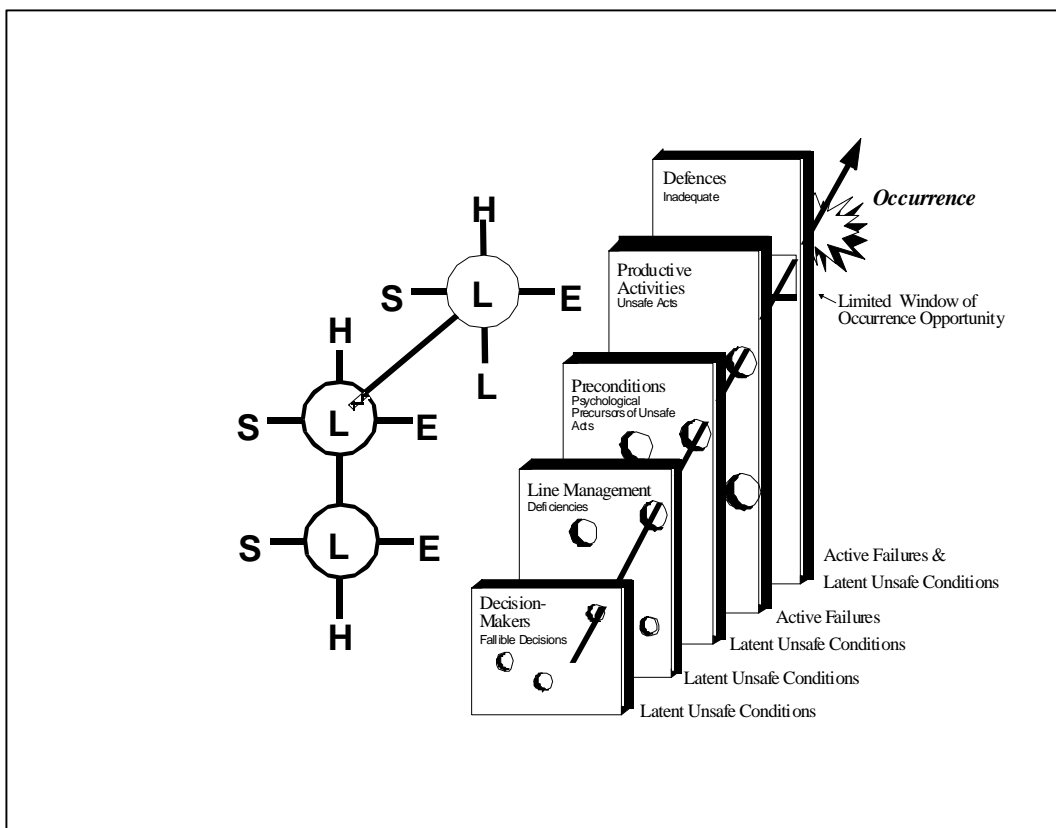 H
S L E
L
H
S L E
S L E
H
Defences
Inadequate
Occurrence
Productive
Activities
Unsafe Acts
Limited Window of
Occurrence Opportunity
Preconditions
Psychological
Precursors of Unsafe
Acts
Line Management
Deficiencies
Decision-
Makers
Fallible Decisions
Active Failures &
Latent Unsafe Conditions
Active Failures
Latent Unsafe Conditions
Latent Unsafe Conditions
Latent Unsafe Conditions